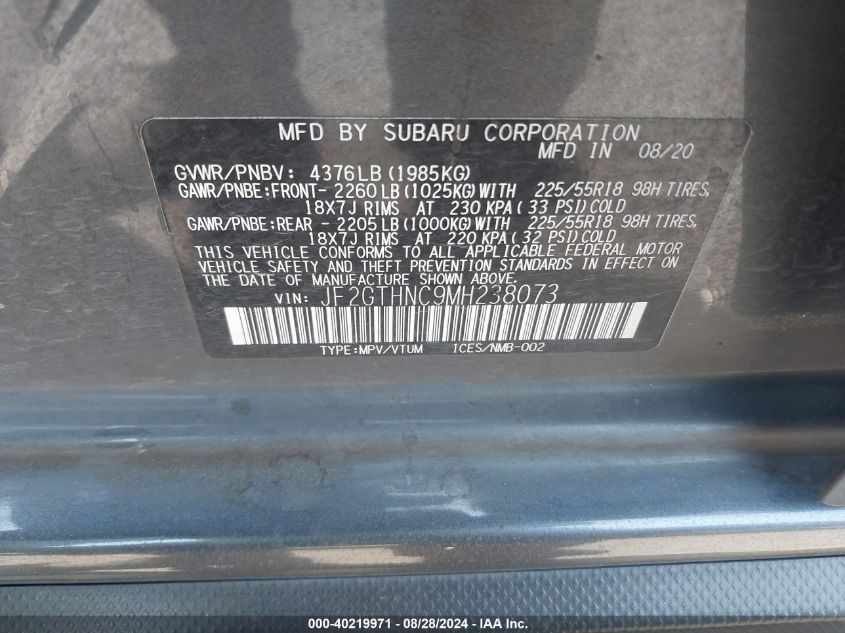 MFD BY SUBARU CORPORATION
MFD IN 08/20
GVWR/PNBV: 4376LB (1985KG)
GAWR/PNBE:FRONT- 2260LB (1025KG) WITH 225/55R18 98H TIRES,
18X7J RIMS AT 230 KPA ( 33 PSI) COLD
GAWR/PNBE:REAR - 2205LB (1000KG) WITH 225/55R18 98H TIRES,
18X7J RIMS AT 220 KPA ( 32 PSI) COLD
THIS VEHICLE CONFORMS TO ALL APPLICABLE FEDERAL MOTOR
VEHICLE SAFETY AND THEFT PREVENTION STANDARDS IN EFFECT ON
THE DATE OF MANUFACTURE SHOWN ABOVE.
VIN: JF2GTHNC9MH238073
TYPE:MPV/VTUM ICES/NMB-002
000-40219971 - 08/28/2024 - © IAA, Inc.